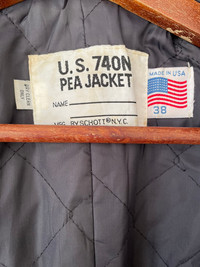 U.S. 740N
PEA JACKET
NAME
MFG. BY SCHOTT® N.Y.C.
MADE IN USA
38